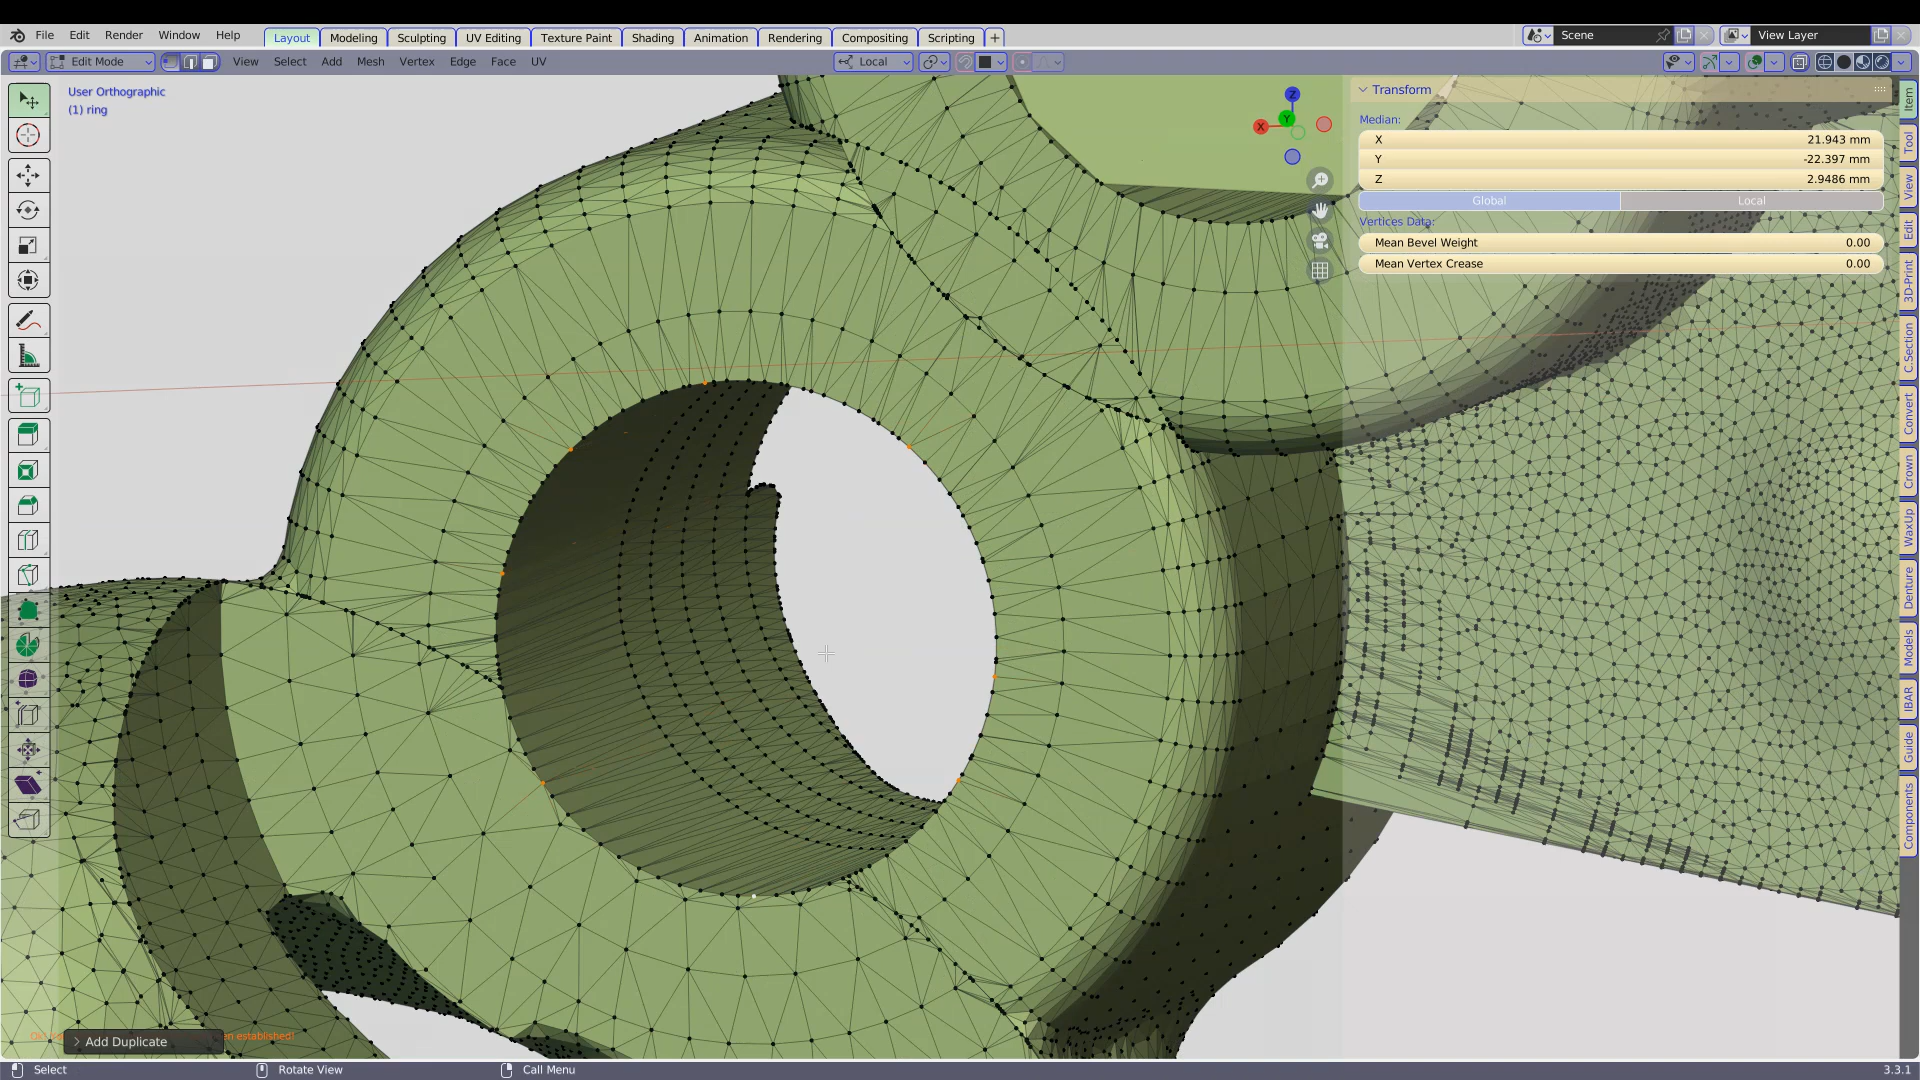 File Edit Render Window Help Layout Modeling Sculpting UV Editing Texture Paint Shading Animation Rendering Compositing Scripting + Scene View Layer
Edit Mode View Select Add Mesh Vertex Edge Face UV Local
User Orthographic
(1) ring
Z
Y
X
Transform
Median:
X 21.943 mm
Y -22.397 mm
Z 2.9486 mm
Global Local
Vertices Data:
Mean Bevel Weight 0.00
Mean Vertex Crease 0.00
Item
Tool
View
Edit
3D-Print
C.Section
Convert
Crown
WaxUp
Denture
Models
IBAR
Guide
Components
established!
> Add Duplicate
Select Rotate View Call Menu 3.3.1